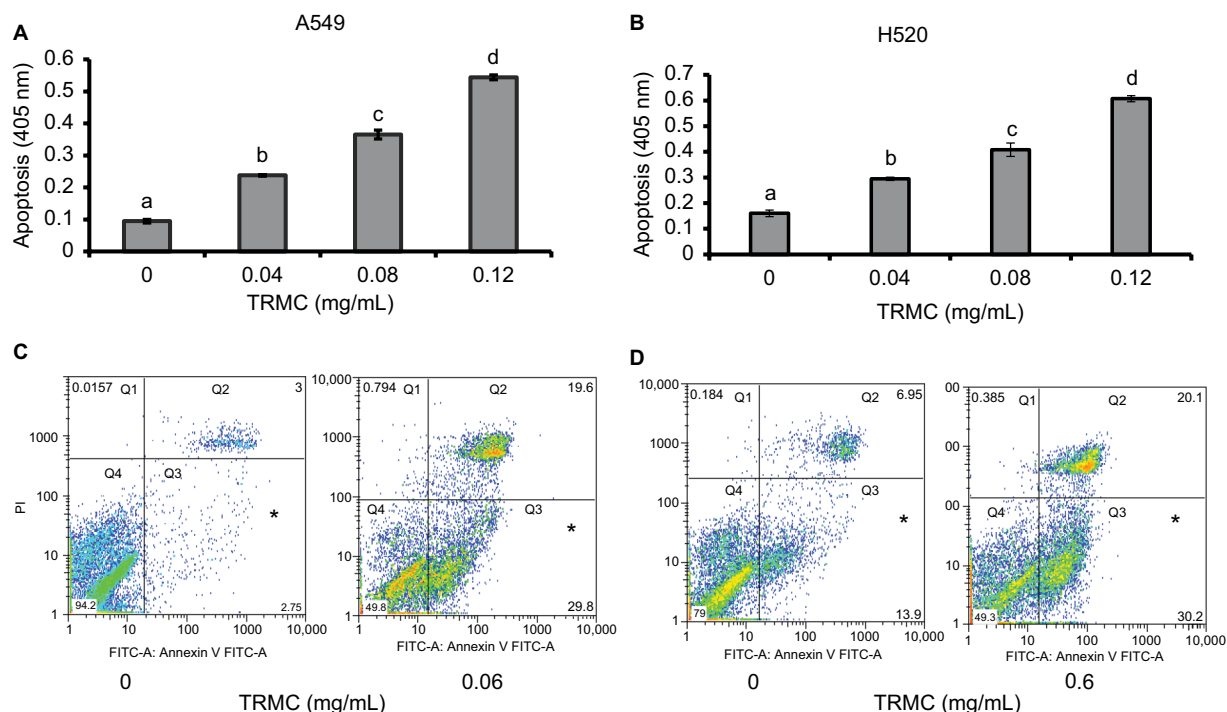 A
A549
Apoptosis (405 nm)
0.6
0.5
0.4
0.3
0.2
0.1
0
a
b
c
d
0 0.04 0.08 0.12
TRMC (mg/mL)
B
H520
Apoptosis (405 nm)
0.7
0.6
0.5
0.4
0.3
0.2
0.1
0
a
b
c
d
0 0.04 0.08 0.12
TRMC (mg/mL)
C
PI
1000
100
10
1
0.0157 Q1 Q2 3
Q4 Q3
*
94.2 2.75
1 10 100 1000 10,000
FITC-A: Annexin V FITC-A
0
10,000
1000
100
10
1
0.794 Q1 Q2 19.6
Q4 Q3
*
49.8 29.8
1 10 100 1000 10,000
FITC-A: Annexin V FITC-A
0.06
TRMC (mg/mL)
D
10,000
1000
100
10
1
0.184 Q1 Q2 6.95
Q4 Q3
*
79 13.9
1 10 100 1000 10,000
FITC-A: Annexin V FITC-A
0
00
00
00
10
1
0.385 Q1 Q2 20.1
Q4 Q3
*
49.3 30.2
1 10 100 1000 10,000
FITC-A: Annexin V FITC-A
0.6
TRMC (mg/mL)